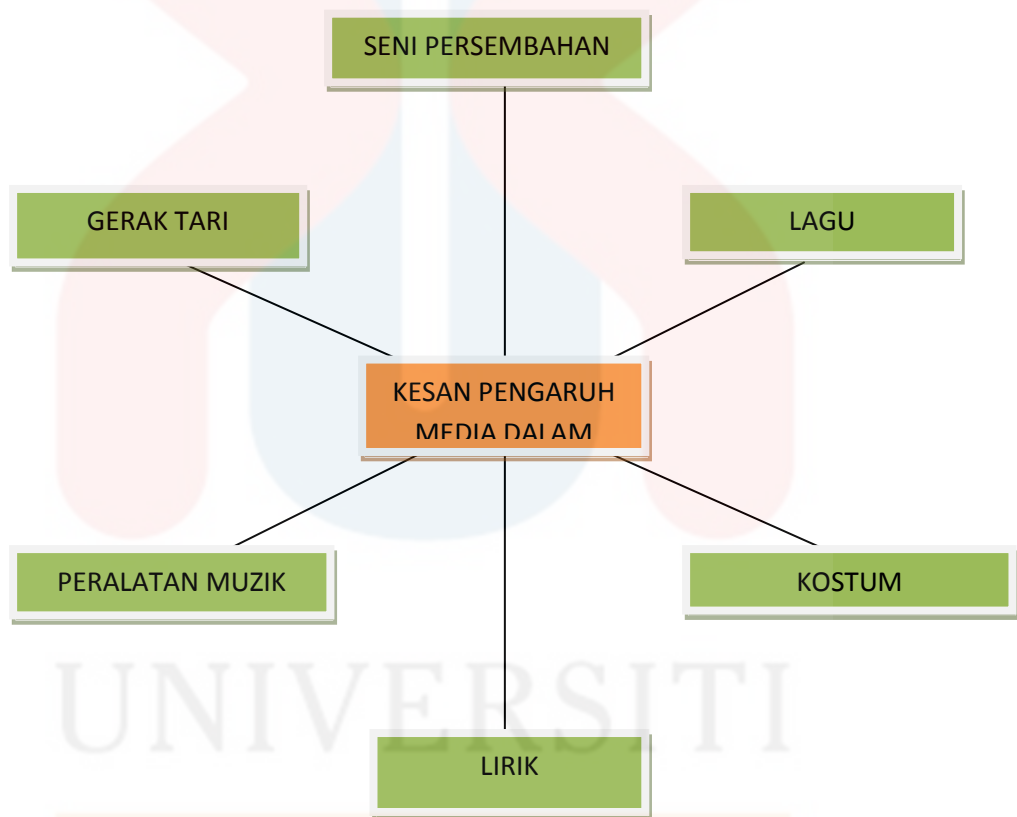 SENI PERSEMBAHAN
GERAK TARI
LAGU
KESAN PENGARUH
MEDIA DALAM
PERALATAN MUZIK
KOSTUM
UNIVERSITI
LIRIK